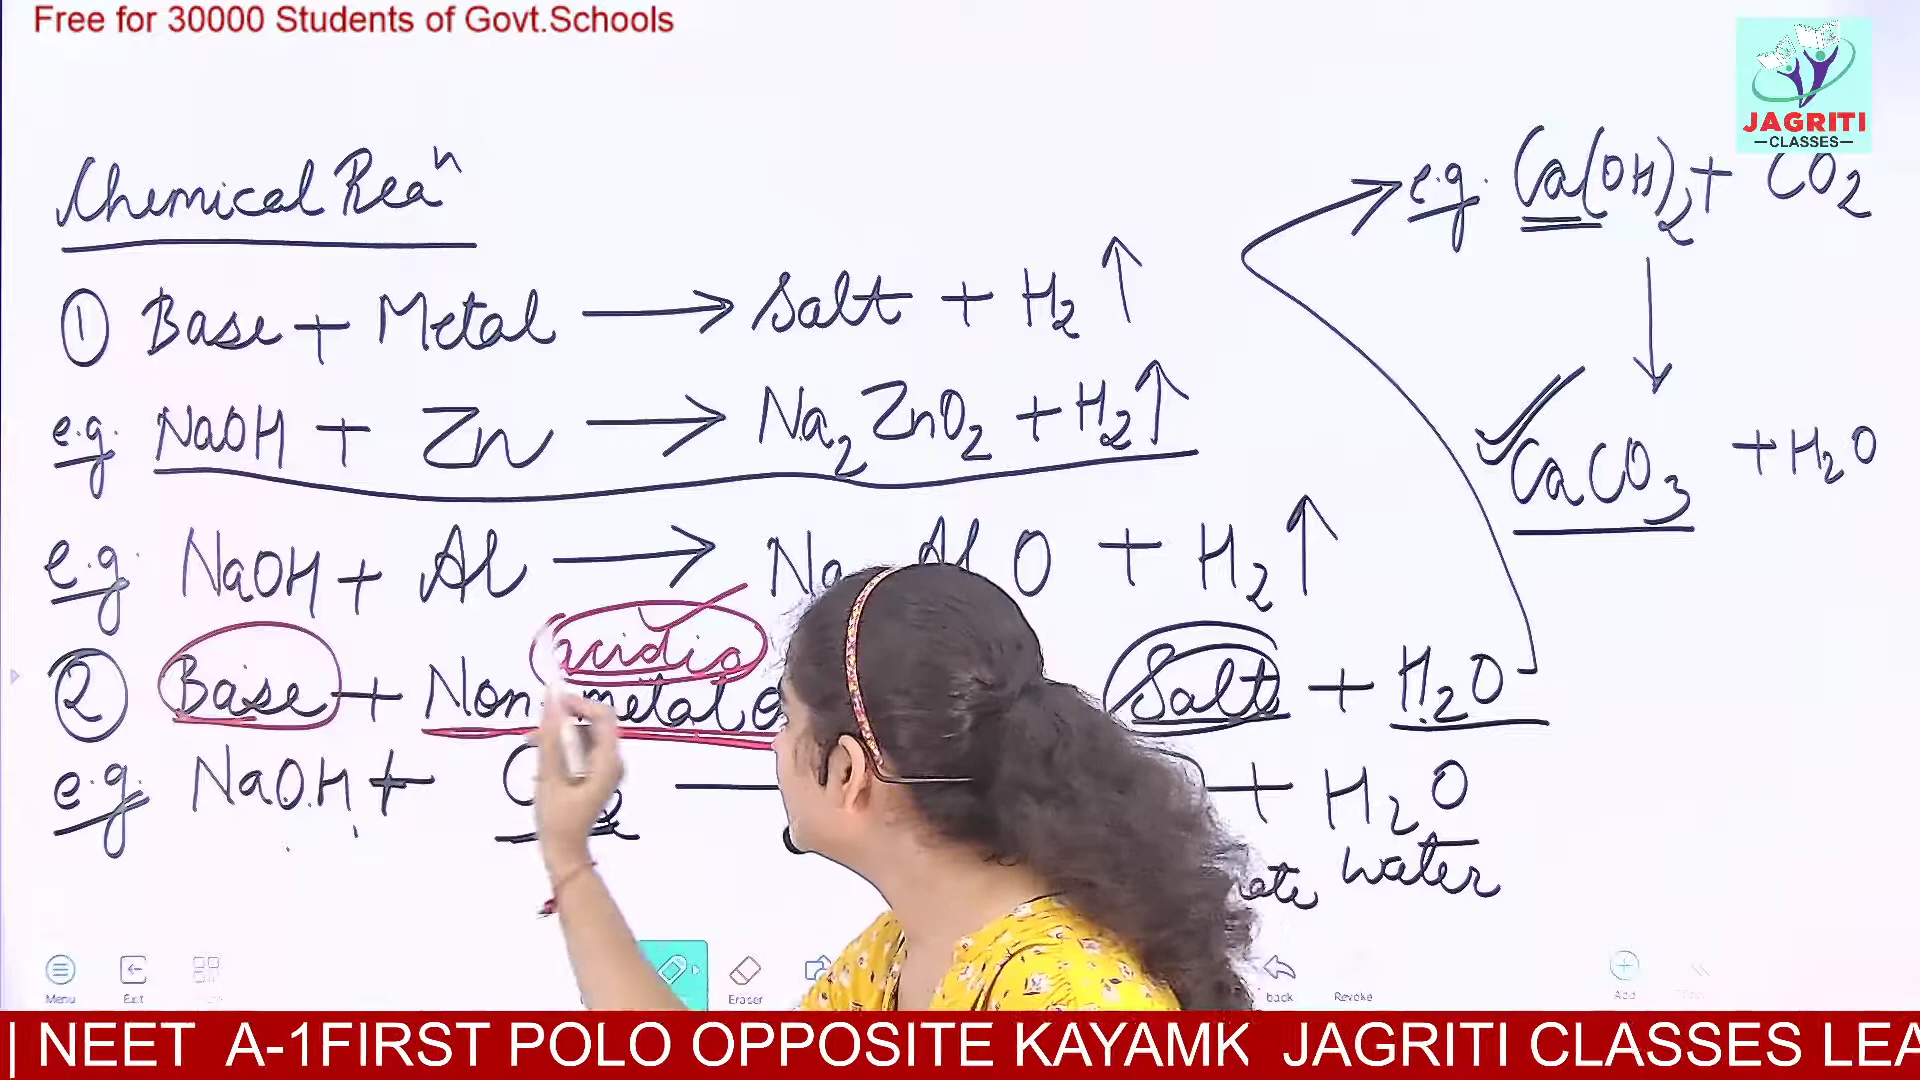 Free for 30000 Students of Govt.Schools
JAGRITI
CLASSES
Chemical Reaⁿ
e.g. Ca(OH)₂ + CO₂
↓
CaCO₃ + H₂O
① Base + Metal → Salt + H₂ ↑
e.g. NaOH + Zn → Na₂ZnO₂ + H₂ ↑
e.g. NaOH + Al → Na Al O + H₂ ↑
acidic
② Base + Non metal Salt + H₂O
e.g. NaOH + → + H₂O
water
Menu
Exit
Eraser
back
Revoke
Add
| NEET A-1FIRST POLO OPPOSITE KAYAMK JAGRITI CLASSES LEA